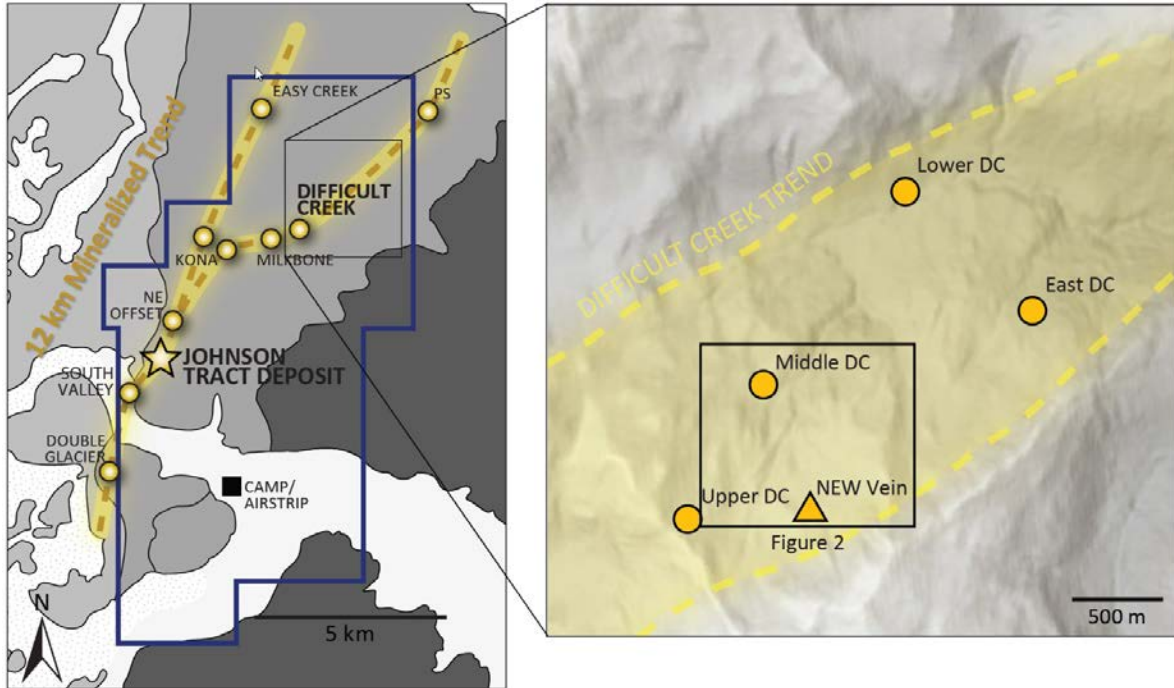 EASY CREEK
PS
12 km Mineralized Trend
DIFFICULT
CREEK
KONA
MILKBONE
NE
OFFSET
JOHNSON
TRACT DEPOSIT
SOUTH
VALLEY
DOUBLE
GLACIER
CAMP/
AIRSTRIP
N
5 km
DIFFICULT CREEK TREND
Lower DC
East DC
Middle DC
Upper DC
NEW Vein
Figure 2
500 m